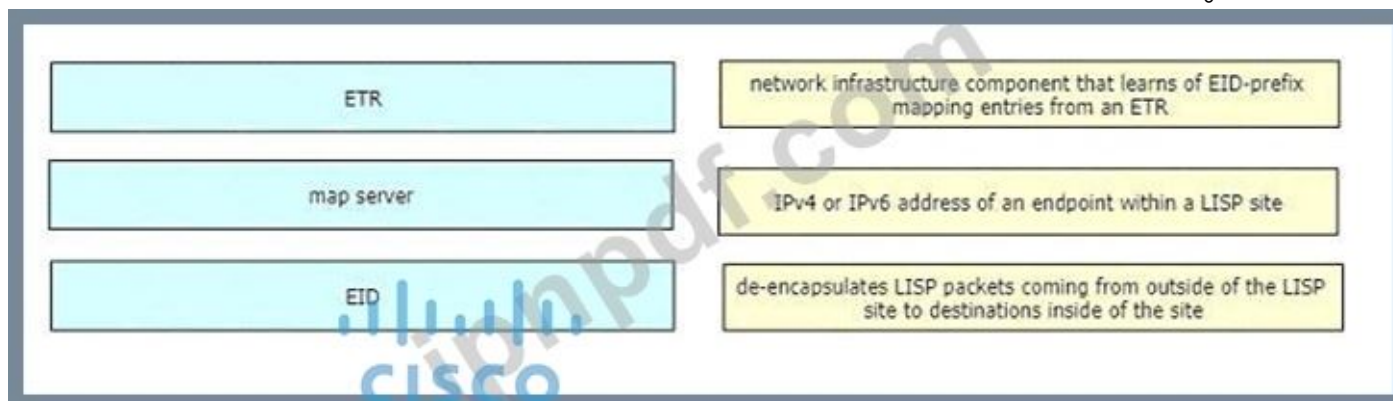 ETR
network infrastructure component that learns of EID-prefix
mapping entries from an ETR
map server
IPv4 or IPv6 address of an endpoint within a LISP site
EID
de-encapsulates LISP packets coming from outside of the LISP
site to destinations inside of the site
CISCO